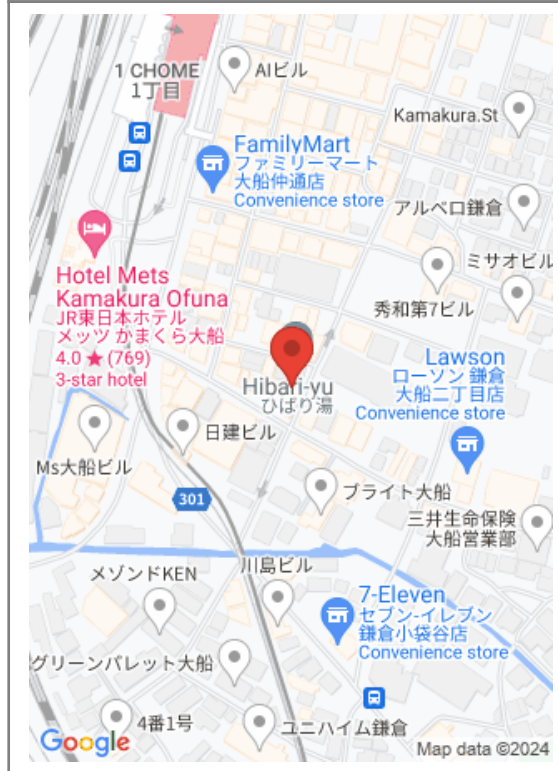 1 CHOME
1丁目
AIビル
Kamakura.St
FamilyMart
ファミリーマート
大船仲通店
Convenience store
アルベロ鎌倉
ミサオビル
Hotel Mets
Kamakura Ofuna
JR東日本ホテル
メッツ かまくら大船
4.0 ★ (769)
3-star hotel
秀和第7ビル
Lawson
ローソン 鎌倉
大船二丁目店
Convenience store
Hibari-yu
ひばり湯
日建ビル
Ms大船ビル
301
ブライト大船
三井生命保険
大船営業部
川島ビル
メゾンドKEN
7-Eleven
セブン-イレブン
鎌倉小袋谷店
Convenience store
グリーンパレット大船
4番1号
ユニハイム鎌倉
Google
Map data ©2024